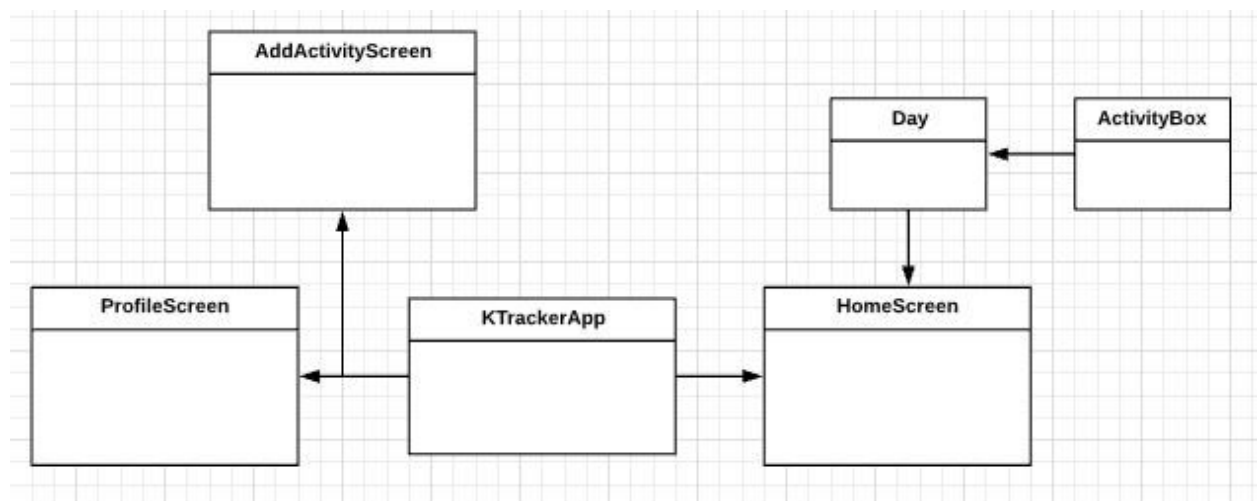 AddActivityScreen
Day
ActivityBox
ProfileScreen
KTrackerApp
HomeScreen